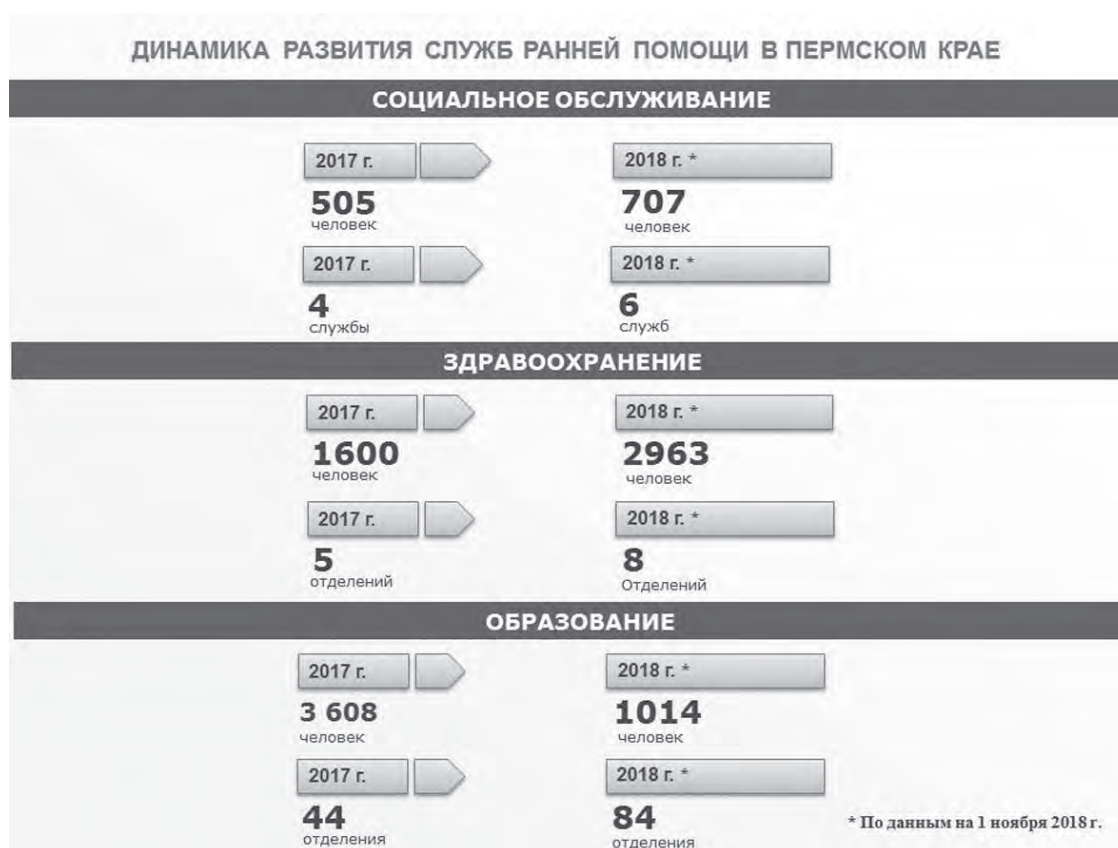 ДИНАМИКА РАЗВИТИЯ СЛУЖБ РАННЕЙ ПОМОЩИ В ПЕРМСКОМ КРАЕ
СОЦИАЛЬНОЕ ОБСЛУЖИВАНИЕ
2017 г. 2018 г. *
505 707
человек человек
2017 г. 2018 г. *
4 6
службы служб
ЗДРАВООХРАНЕНИЕ
2017 г. 2018 г. *
1600 2963
человек человек
2017 г. 2018 г. *
5 8
отделений Отделений
ОБРАЗОВАНИЕ
2017 г. 2018 г. *
3 608 1014
человек человек
2017 г. 2018 г. *
44 84
отделения отделения
* По данным на 1 ноября 2018 г.